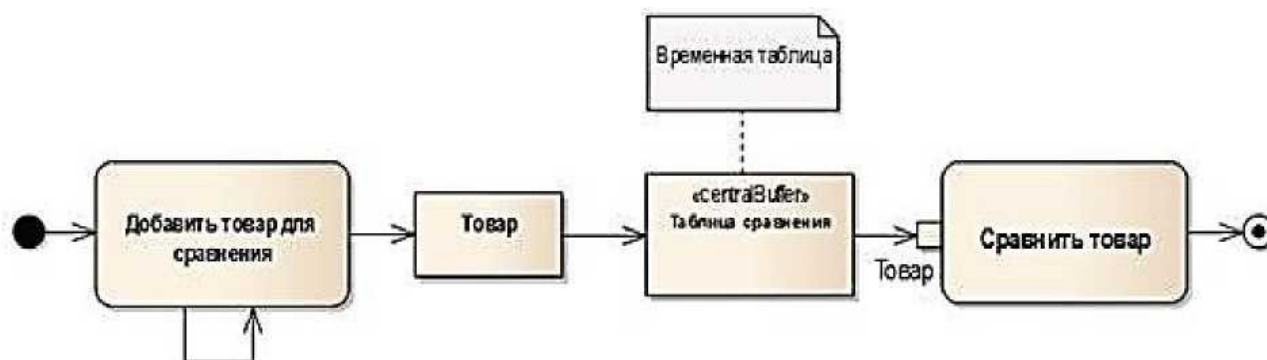 Временная таблица
Добавить товар для
сравнения
Товар
«centralBuffer»
Таблица сравнения
Товар
Сравнить товар